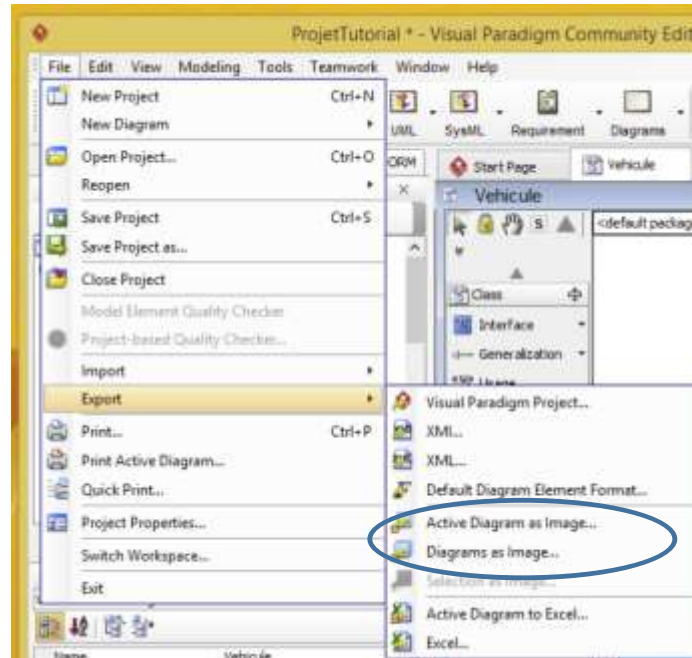 ProjetTutorial * - Visual Paradigm Community Edit
File Edit View Modeling Tools Teamwork Window Help
New Project Ctrl+N
New Diagram
Open Project... Ctrl+O
Reopen
Save Project Ctrl+S
Save Project as...
Close Project
Model Element Quality Checker
Project-based Quality Checker...
Import
Export
Print... Ctrl+P
Print Active Diagram...
Quick Print...
Project Properties...
Switch Workspace...
Exit
UML SysML Requirement Diagrams
ORM Start Page Vehicule
Vehicule
S <default packag
Class
Interface
Generalization
Usage
Visual Paradigm Project...
XMI...
XML...
Default Diagram Element Format...
Active Diagram as Image...
Diagrams as Image...
Selection as Image...
Active Diagram to Excel...
Excel...
Name Vehicule